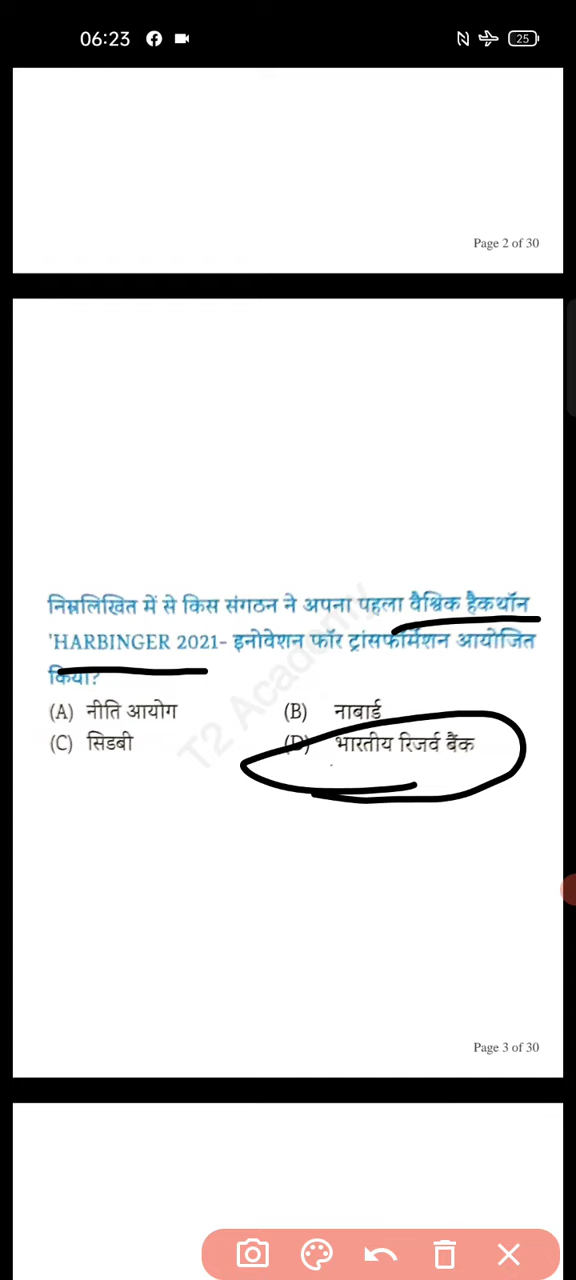 06:23
25
Page 2 of 30
निम्नलिखित में से किस संगठन ने अपना पहला वैश्विक हैकथॉन
'HARBINGER 2021- इनोवेशन फॉर ट्रांसफॉर्मेशन आयोजित
किया?
(A) नीति आयोग (B) नाबार्ड
(C) सिडबी (D) भारतीय रिजर्व बैंक
T2 Academy
Page 3 of 30